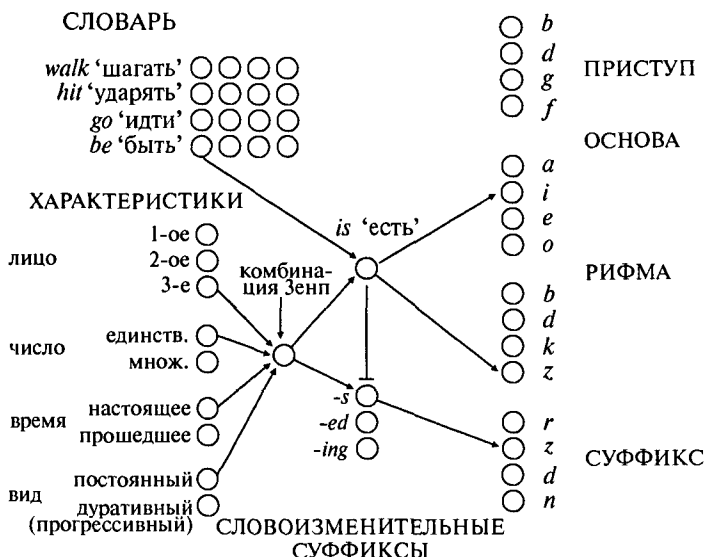 СЛОВАРЬ
walk ‘шагать’
hit ‘ударять’
go ‘идти’
be ‘быть’
ХАРАКТЕРИСТИКИ
лицо
1-ое
2-ое
3-е
число
единств.
множ.
время
настоящее
прошедшее
вид
постоянный
дуративный
(прогрессивный)
комбина-
ция Зенп
is ‘есть’
-s
-ed
-ing
СЛОВОИЗМЕНИТЕЛЬНЫЕ
СУФФИКСЫ
b
d
g
f
ПРИСТУП
ОСНОВА
a
i
e
o
РИФМА
b
d
k
z
r
z
d
n
СУФФИКС